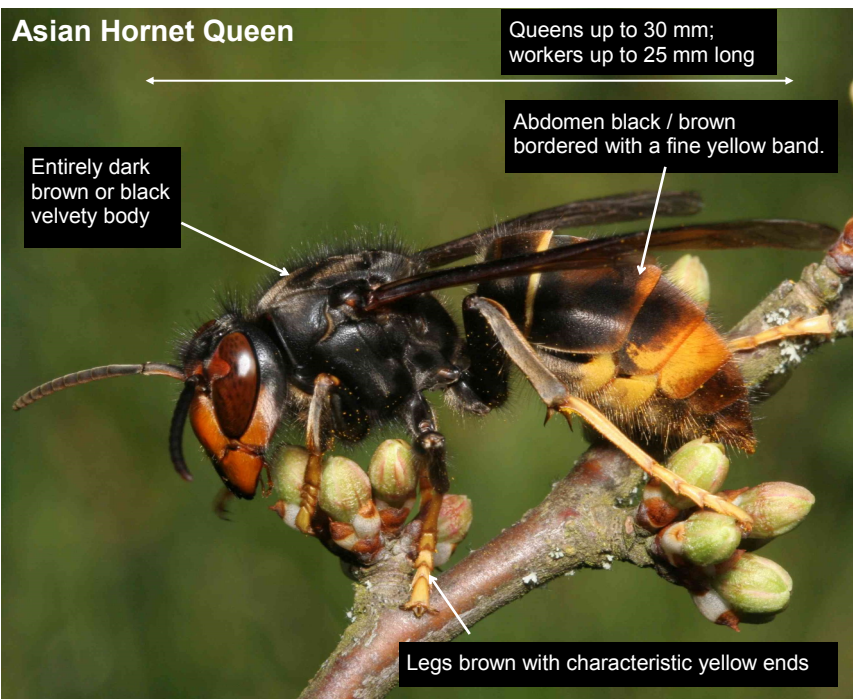 Asian Hornet Queen
Queens up to 30 mm;
workers up to 25 mm long
Abdomen black / brown
bordered with a fine yellow band.
Entirely dark
brown or black
velvety body
Legs brown with characteristic yellow ends